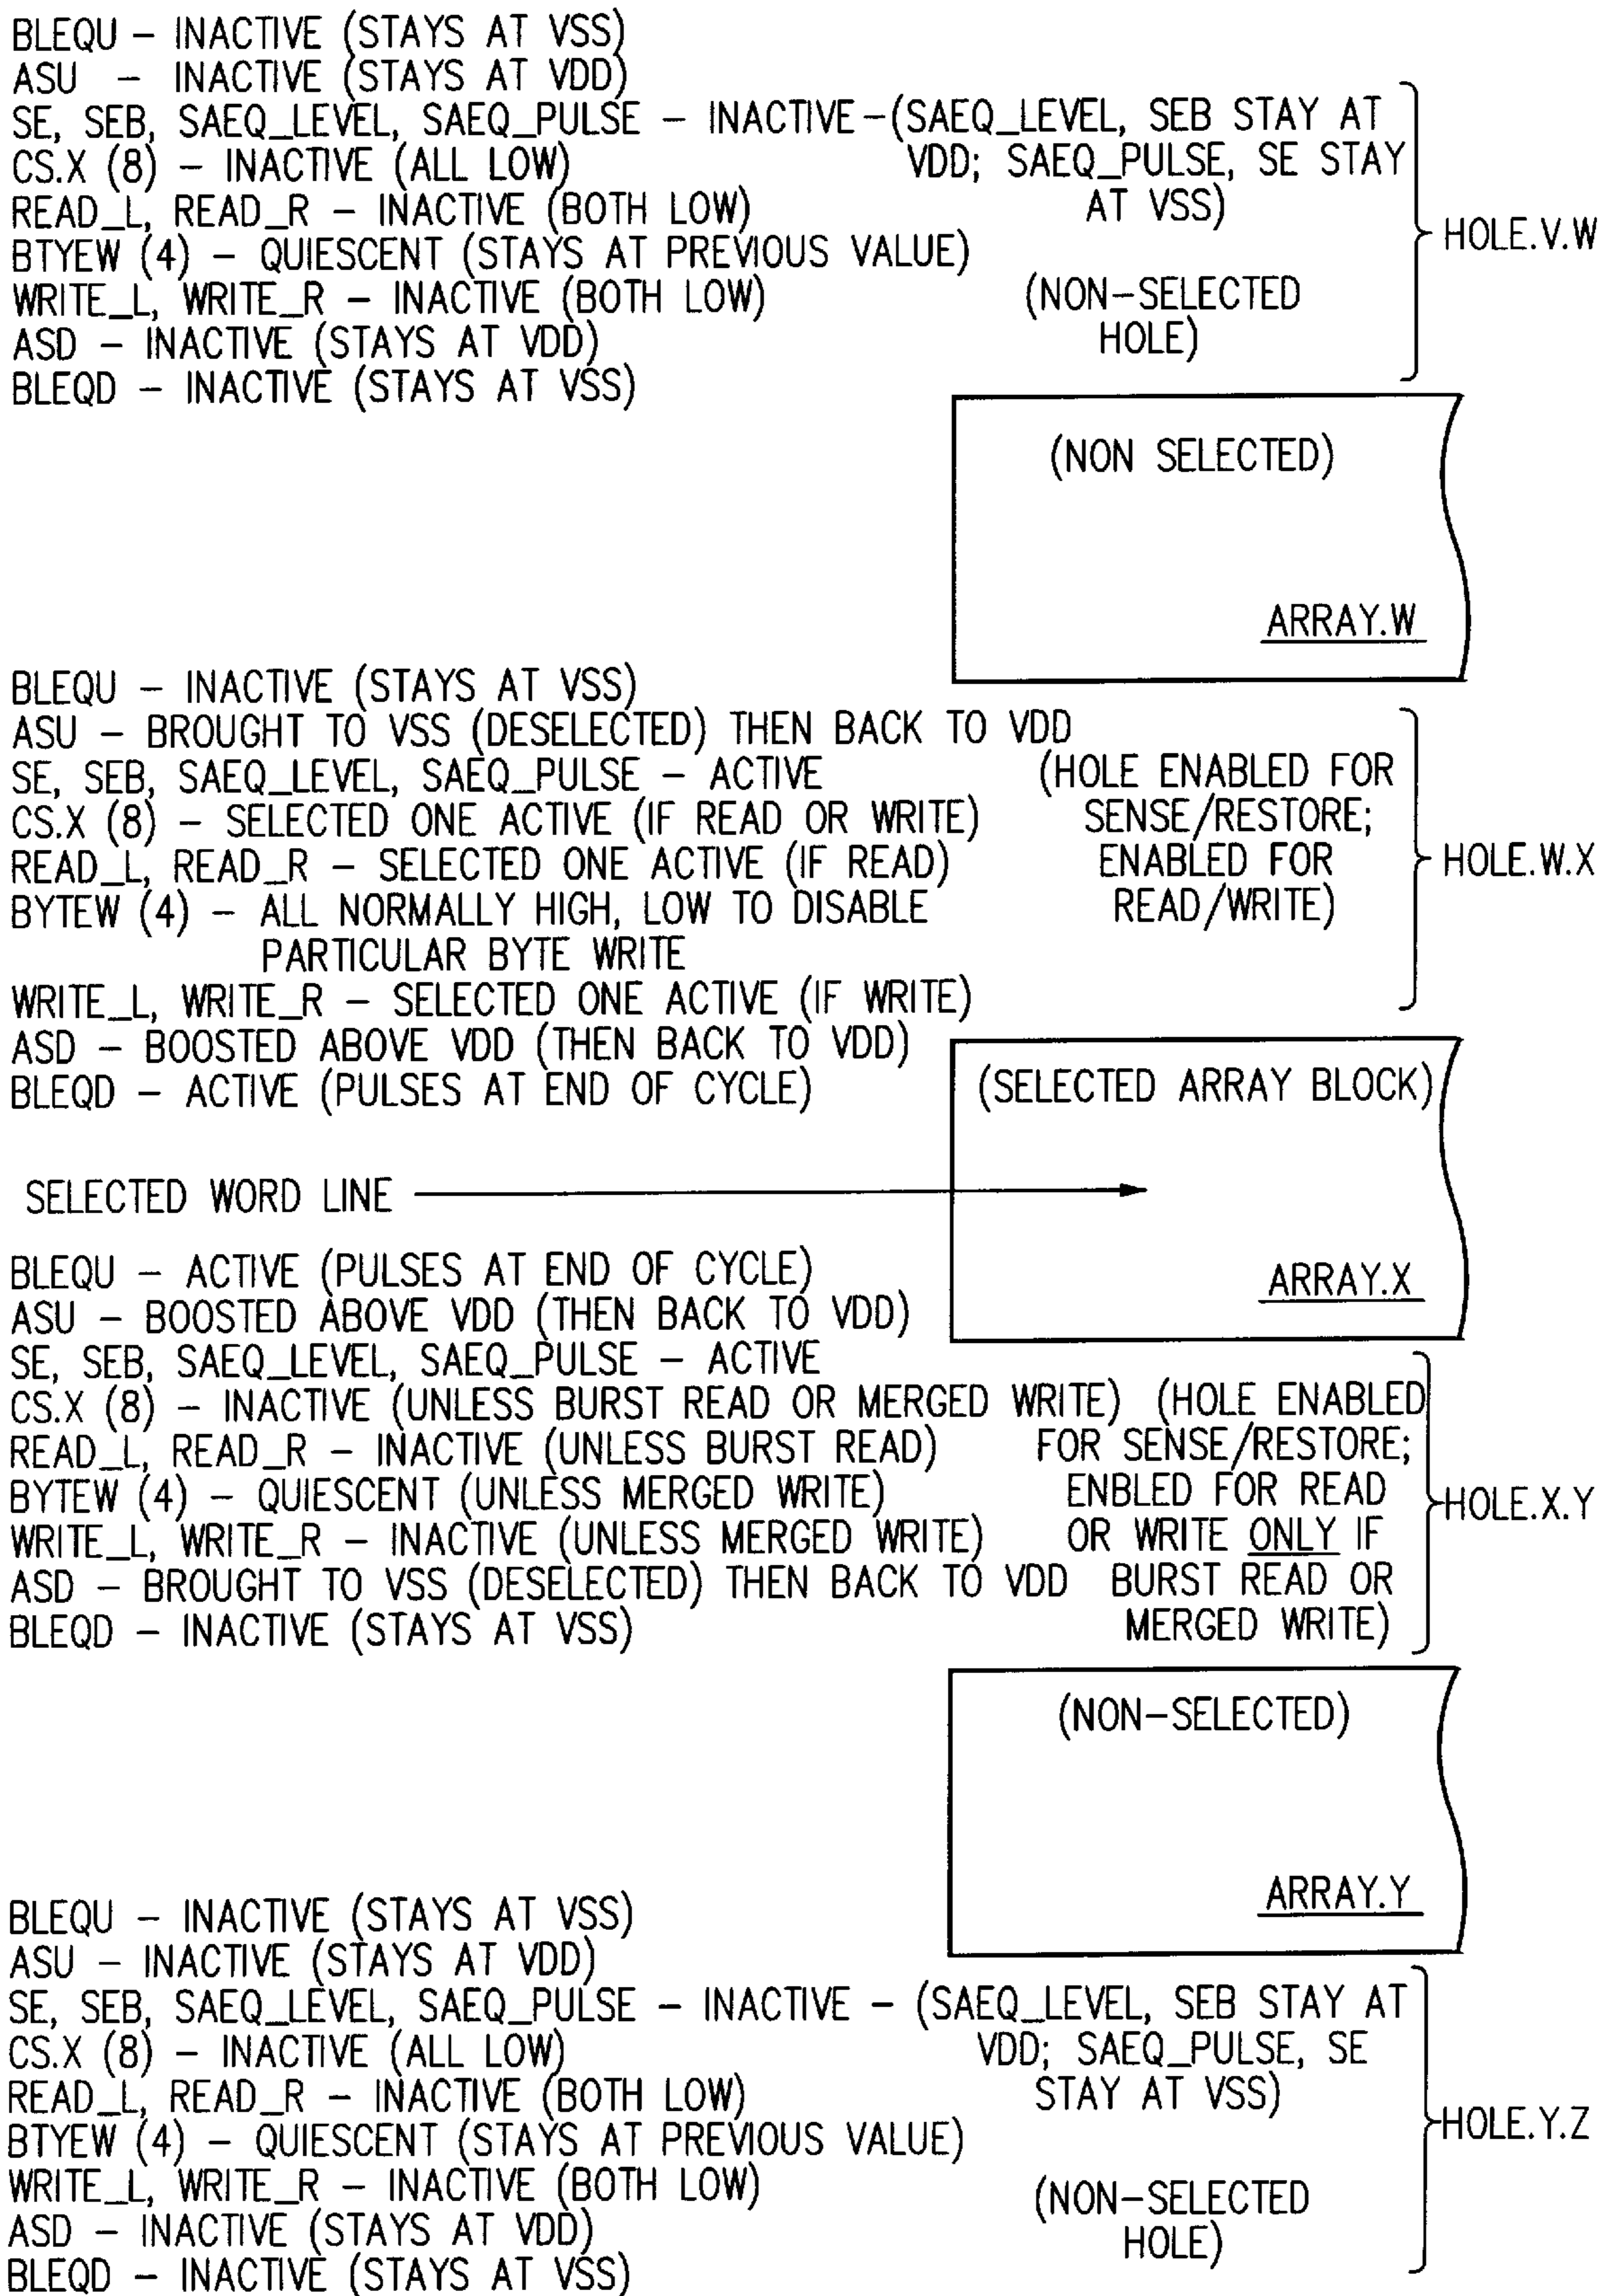 BLEQU – INACTIVE (STAYS AT VSS)
ASU – INACTIVE (STAYS AT VDD)
SE, SEB, SAEQ_LEVEL, SAEQ_PULSE – INACTIVE –(SAEQ_LEVEL, SEB STAY AT
CS.X (8) – INACTIVE (ALL LOW) VDD; SAEQ_PULSE, SE STAY
READ_L, READ_R – INACTIVE (BOTH LOW) AT VSS)
HOLE.V.W
BTYEW (4) – QUIESCENT (STAYS AT PREVIOUS VALUE)
WRITE_L, WRITE_R – INACTIVE (BOTH LOW) (NON-SELECTED
ASD – INACTIVE (STAYS AT VDD) HOLE)
BLEQD – INACTIVE (STAYS AT VSS)
(NON SELECTED)
ARRAY.W
BLEQU – INACTIVE (STAYS AT VSS)
ASU – BROUGHT TO VSS (DESELECTED) THEN BACK TO VDD
SE, SEB, SAEQ_LEVEL, SAEQ_PULSE – ACTIVE (HOLE ENABLED FOR
CS.X (8) – SELECTED ONE ACTIVE (IF READ OR WRITE) SENSE/RESTORE;
READ_L, READ_R – SELECTED ONE ACTIVE (IF READ) ENABLED FOR HOLE.W.X
BYTEW (4) – ALL NORMALLY HIGH, LOW TO DISABLE READ/WRITE)
PARTICULAR BYTE WRITE
WRITE_L, WRITE_R – SELECTED ONE ACTIVE (IF WRITE)
ASD – BOOSTED ABOVE VDD (THEN BACK TO VDD)
BLEQD – ACTIVE (PULSES AT END OF CYCLE) (SELECTED ARRAY BLOCK)
SELECTED WORD LINE
BLEQU – ACTIVE (PULSES AT END OF CYCLE) ARRAY.X
ASU – BOOSTED ABOVE VDD (THEN BACK TO VDD)
SE, SEB, SAEQ_LEVEL, SAEQ_PULSE – ACTIVE
CS.X (8) – INACTIVE (UNLESS BURST READ OR MERGED WRITE) (HOLE ENABLED
READ_L, READ_R – INACTIVE (UNLESS BURST READ) FOR SENSE/RESTORE;
BYTEW (4) – QUIESCENT (UNLESS MERGED WRITE) ENBLED FOR READ HOLE.X.Y
WRITE_L, WRITE_R – INACTIVE (UNLESS MERGED WRITE) OR WRITE ONLY IF
ASD – BROUGHT TO VSS (DESELECTED) THEN BACK TO VDD BURST READ OR
BLEQD – INACTIVE (STAYS AT VSS) MERGED WRITE)
(NON-SELECTED)
ARRAY.Y
BLEQU – INACTIVE (STAYS AT VSS)
ASU – INACTIVE (STAYS AT VDD)
SE, SEB, SAEQ_LEVEL, SAEQ_PULSE – INACTIVE – (SAEQ_LEVEL, SEB STAY AT
CS.X (8) – INACTIVE (ALL LOW) VDD; SAEQ_PULSE, SE
READ_L, READ_R – INACTIVE (BOTH LOW) STAY AT VSS)
BTYEW (4) – QUIESCENT (STAYS AT PREVIOUS VALUE) HOLE.Y.Z
WRITE_L, WRITE_R – INACTIVE (BOTH LOW) (NON-SELECTED
ASD – INACTIVE (STAYS AT VDD) HOLE)
BLEQD – INACTIVE (STAYS AT VSS)